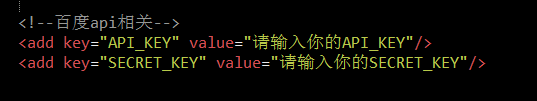 <!--百度api相关-->
<add key="API_KEY" value="请输入你的API_KEY"/>
<add key="SECRET_KEY" value="请输入你的SECRET_KEY"/>